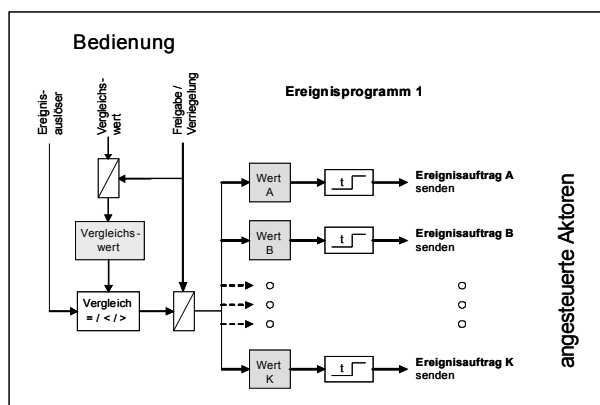 Bedienung
Ereignis-
auslöser
Vergleichs-
wert
Freigabe /
Verriegelung
Ereignisprogramm 1
Wert
A
t
Ereignisauftrag A
senden
Vergleichs-
wert
Wert
B
t
Ereignisauftrag B
senden
Vergleich
= / < / >
Wert
K
t
Ereignisauftrag K
senden
angesteuerte Aktoren